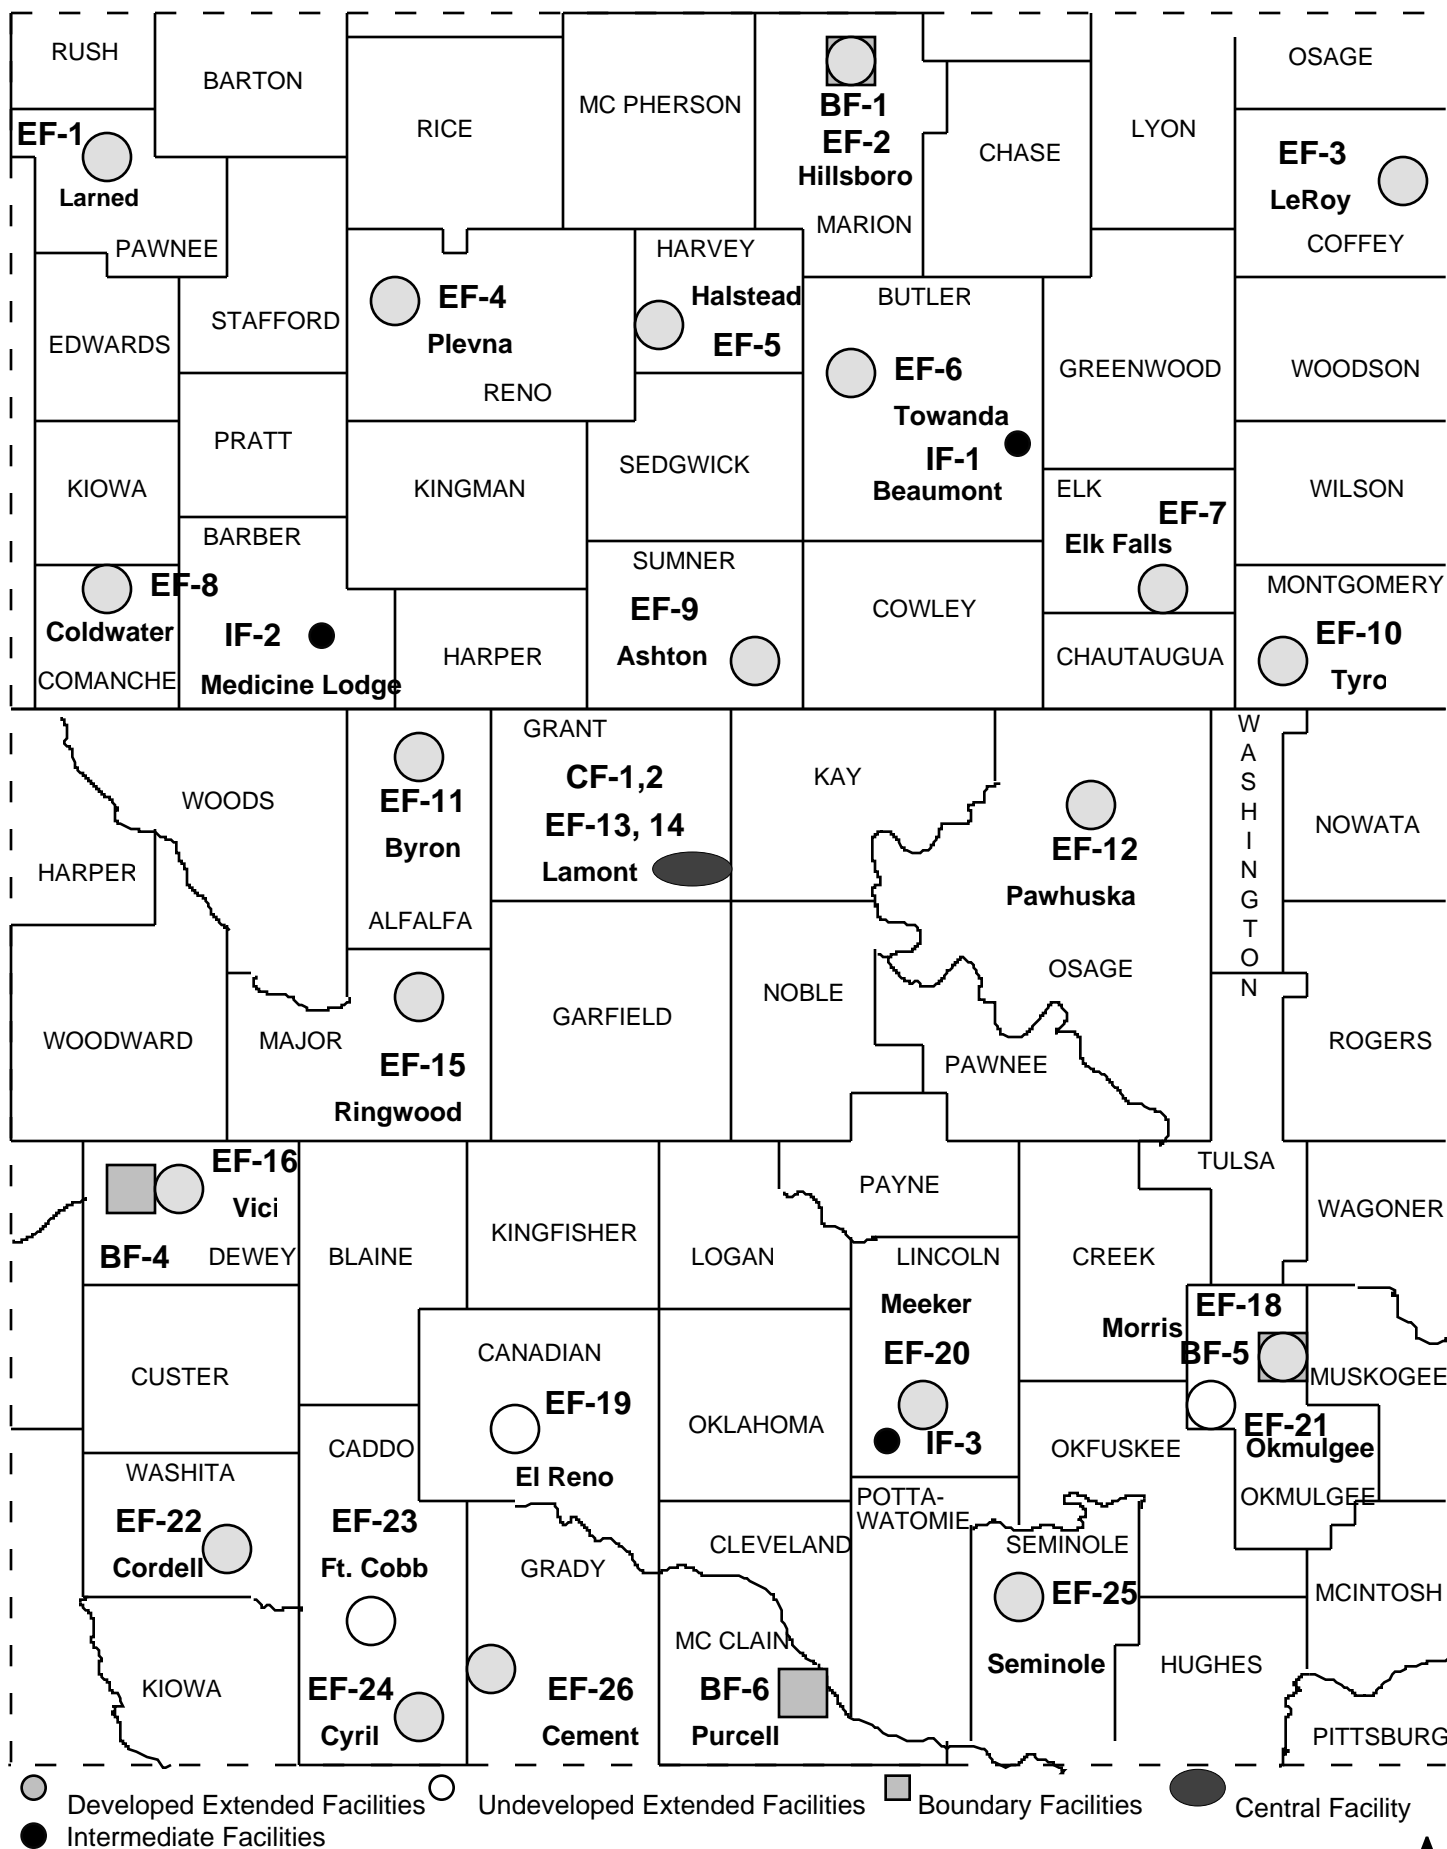 RUSH
BARTON
RICE
MC PHERSON
BF-1
EF-2
Hillsboro
MARION
CHASE
LYON
OSAGE
EF-1
Larned
PAWNEE
EF-3
LeRoy
COFFEY
EDWARDS
STAFFORD
EF-4
Plevna
RENO
HARVEY
Halstead
EF-5
BUTLER
EF-6
Towanda
IF-1
Beaumont
GREENWOOD
WOODSON
KIOWA
PRATT
KINGMAN
SEDGWICK
ELK
EF-7
Elk Falls
WILSON
BARBER
EF-8
Coldwater
COMANCHE
IF-2
Medicine Lodge
HARPER
SUMNER
EF-9
Ashton
COWLEY
CHAUTAUGUA
MONTGOMERY
EF-10
Tyro
WOODS
HARPER
EF-11
Byron
ALFALFA
GRANT
CF-1,2
EF-13, 14
Lamont
KAY
EF-12
Pawhuska
OSAGE
WASHINGTON
NOWATA
WOODWARD
MAJOR
EF-15
Ringwood
GARFIELD
NOBLE
PAWNEE
ROGERS
EF-16
Vici
BF-4
DEWEY
BLAINE
KINGFISHER
LOGAN
PAYNE
LINCOLN
CREEK
TULSA
WAGONER
CUSTER
CANADIAN
EF-19
El Reno
OKLAHOMA
Meeker
EF-20
IF-3
Morris
EF-18
BF-5
MUSKOGEE
EF-21
Okmulgee
OKMULGEE
OKFUSKEE
WASHITA
EF-22
Cordell
CADDO
EF-23
Ft. Cobb
GRADY
CLEVELAND
POTTA-
WATOMIE
SEMINOLE
EF-25
Seminole
HUGHES
MCINTOSH
KIOWA
EF-24
Cyril
EF-26
Cement
MC CLAIN
BF-6
Purcell
PITTSBURG
Developed Extended Facilities
Undeveloped Extended Facilities
Boundary Facilities
Central Facility
Intermediate Facilities